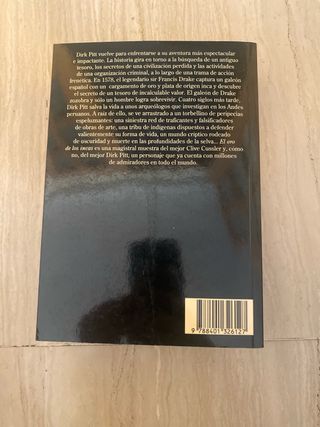 Dirk Pitt vuelve para enfrentarse a su aventura más espectacular
e impactante. La historia gira en torno a la búsqueda de un antiguo
tesoro, los secretos de una civilización perdida y las actividades
de una organización criminal, a lo largo de una trama de acción
frenética. En 1578, el legendario sir Francis Drake captura un galeón
español con un cargamento de oro y plata de origen inca y descubre
el secreto de un tesoro de incalculable valor. El galeón de Drake
zozobra y sólo un hombre logra sobrevivir. Cuatro siglos más tarde,
Dirk Pitt salva la vida a unos arqueólogos que investigan en los Andes
peruanos. A raíz de ello, se ve arrastrado a un torbellino de peripecias
espeluznantes: una siniestra red de traficantes y falsificadores
de obras de arte, una tribu de indígenas dispuestos a defender
valientemente su forma de vida, un mundo críptico rodeado
de oscuridad y muerte en las profundidades de la selva... El oro
de los incas es una magistral muestra del mejor Clive Cussler y, como
no, del mejor Dirk Pitt, un personaje que ya cuenta con millones
de admiradores en todo el mundo.
9 788401 326127